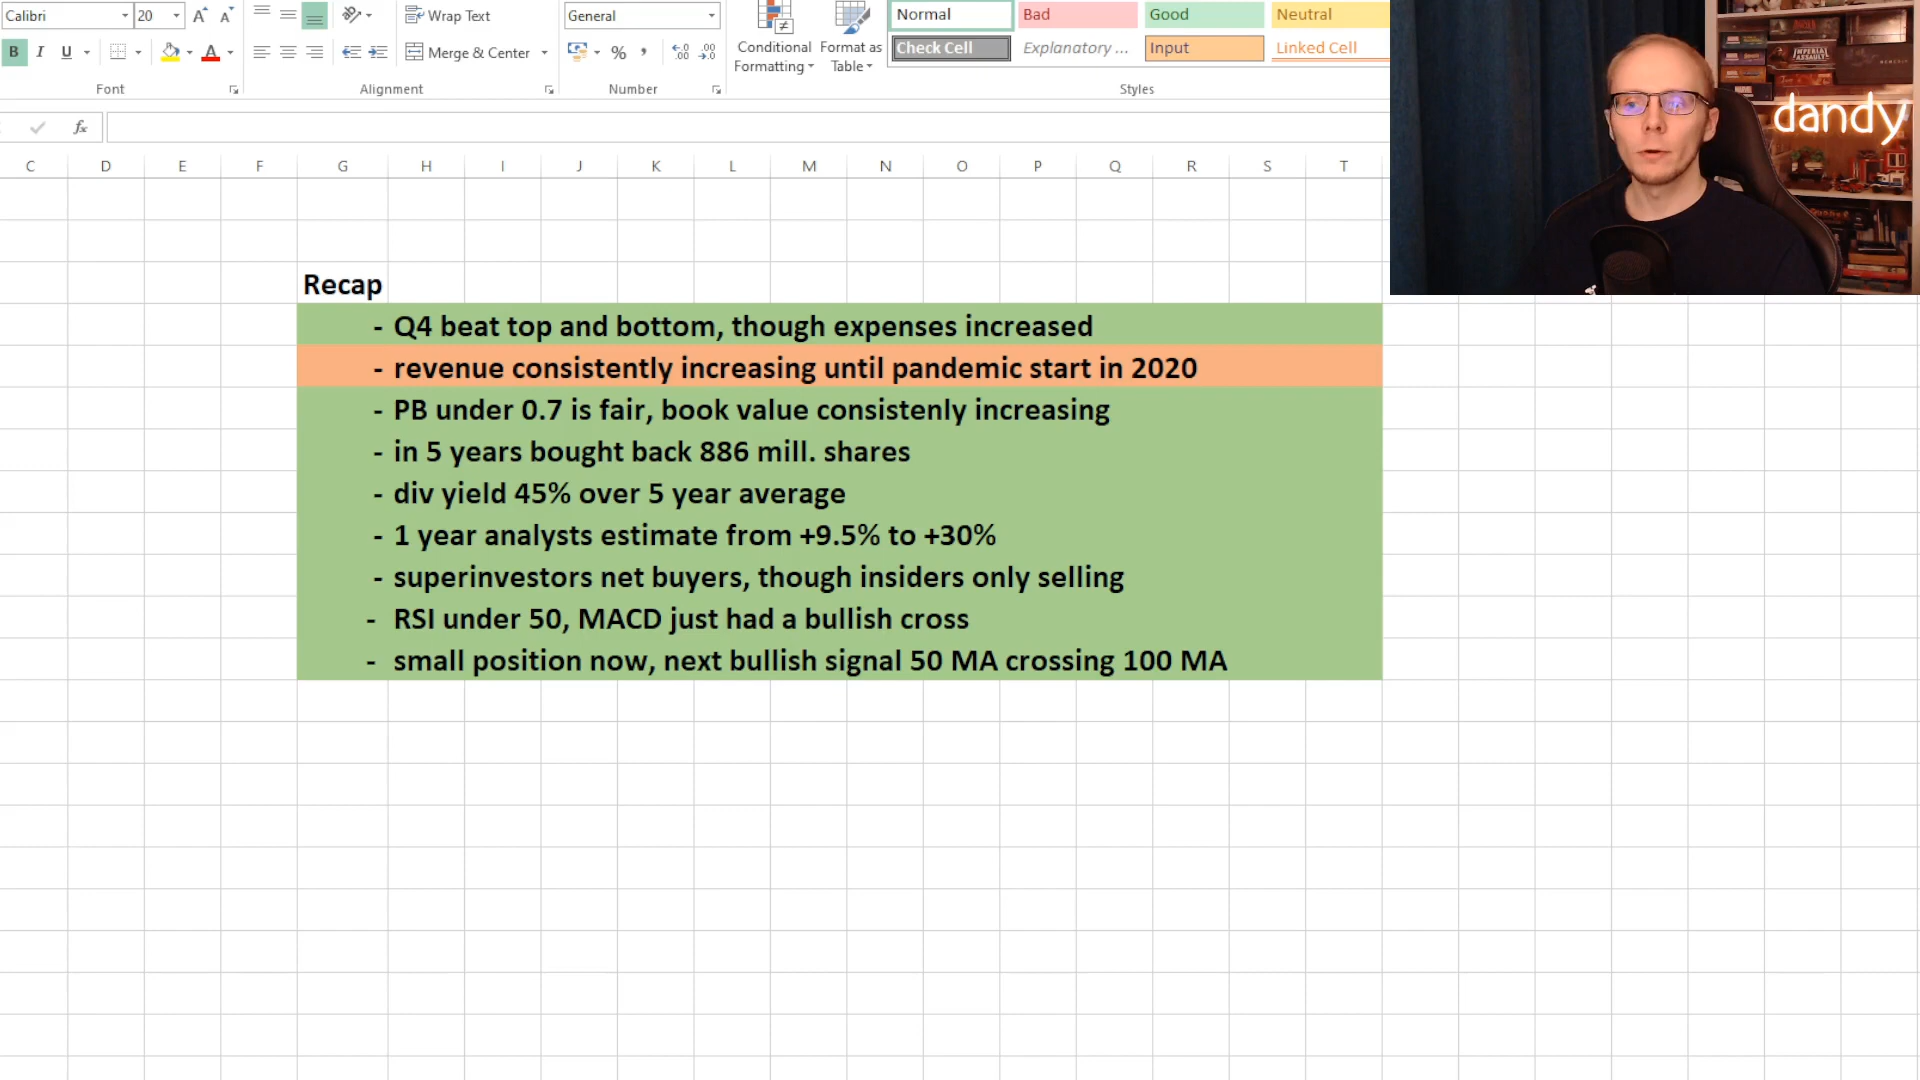 Calibri 20 Wrap Text General Normal Bad Good Neutral
B I U Merge & Center % Conditional Formatting Format as Table Check Cell Explanatory ... Input Linked Cell
Font Alignment Number Styles
fx
C D E F G H I J K L M N O P Q R S T
Recap
- Q4 beat top and bottom, though expenses increased
- revenue consistently increasing until pandemic start in 2020
- PB under 0.7 is fair, book value consistenly increasing
- in 5 years bought back 886 mill. shares
- div yield 45% over 5 year average
- 1 year analysts estimate from +9.5% to +30%
- superinvestors net buyers, though insiders only selling
- RSI under 50, MACD just had a bullish cross
- small position now, next bullish signal 50 MA crossing 100 MA
dandy
IMPERIAL
ASSAULT